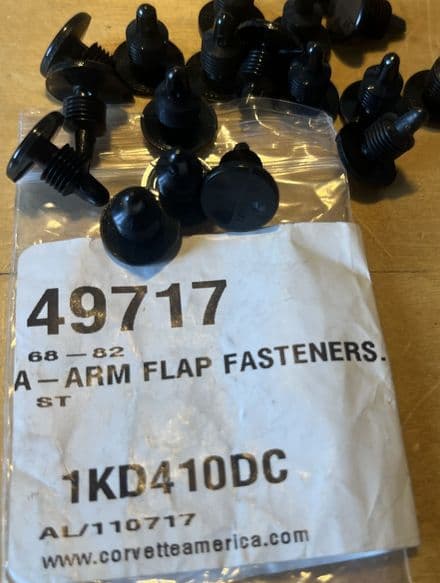 49717
68-82
A-ARM FLAP FASTENERS.
ST
1KD410DC
AL/110717
www.corvetteamerica.com